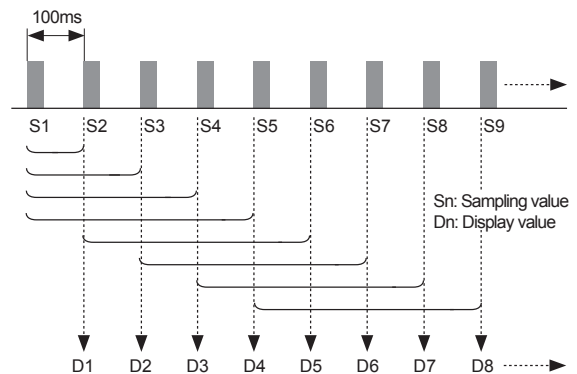 100ms
S1 S2 S3 S4 S5 S6 S7 S8 S9
Sn: Sampling value
Dn: Display value
D1 D2 D3 D4 D5 D6 D7 D8